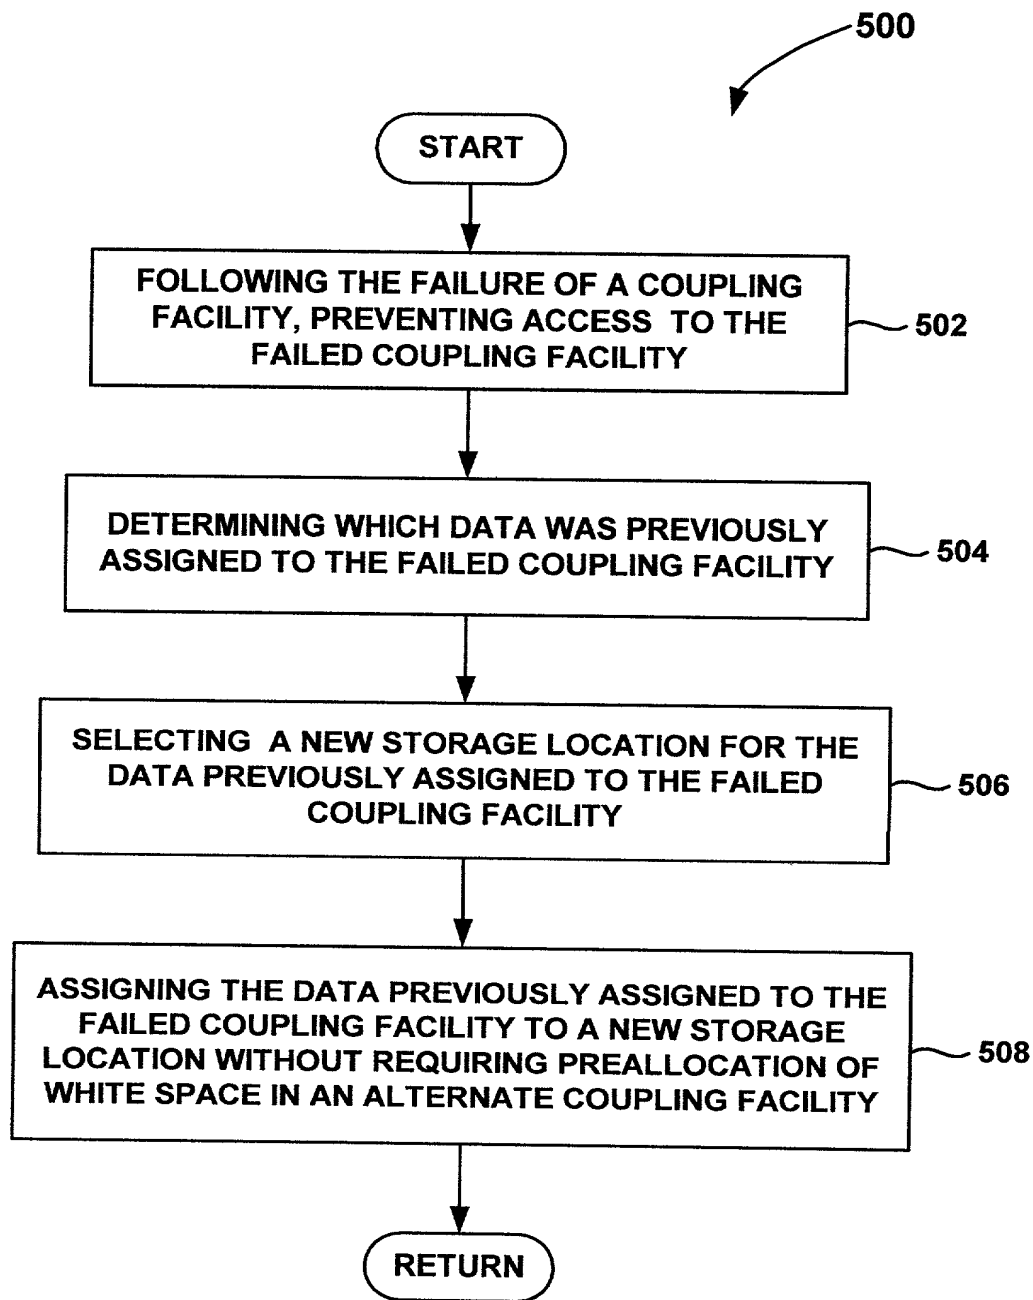 500
START
FOLLOWING THE FAILURE OF A COUPLING
FACILITY, PREVENTING ACCESS TO THE
FAILED COUPLING FACILITY
502
DETERMINING WHICH DATA WAS PREVIOUSLY
ASSIGNED TO THE FAILED COUPLING FACILITY
504
SELECTING A NEW STORAGE LOCATION FOR THE
DATA PREVIOUSLY ASSIGNED TO THE FAILED
COUPLING FACILITY
506
ASSIGNING THE DATA PREVIOUSLY ASSIGNED TO THE
FAILED COUPLING FACILITY TO A NEW STORAGE
LOCATION WITHOUT REQUIRING PREALLOCATION OF
WHITE SPACE IN AN ALTERNATE COUPLING FACILITY
508
RETURN